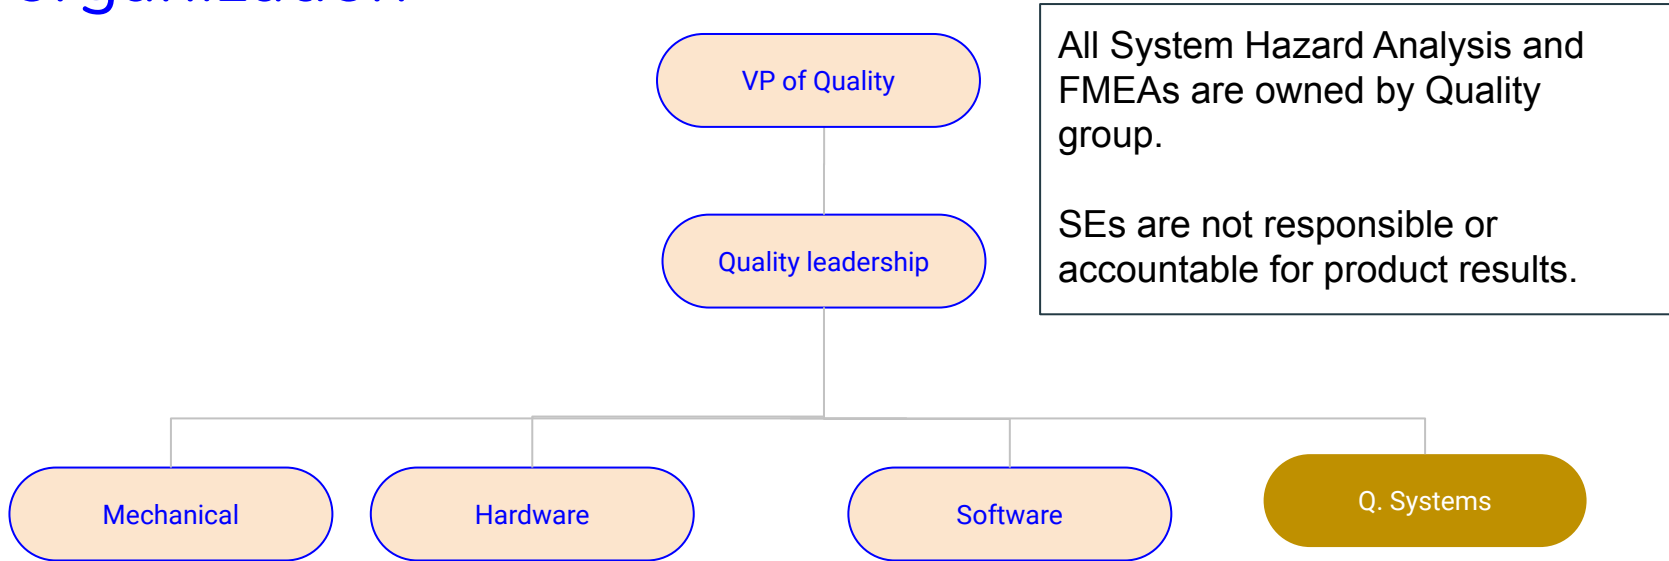 organization
VP of Quality
All System Hazard Analysis and
FMEAs are owned by Quality
group.
SEs are not responsible or
accountable for product results.
Quality leadership
Mechanical
Hardware
Software
Q. Systems